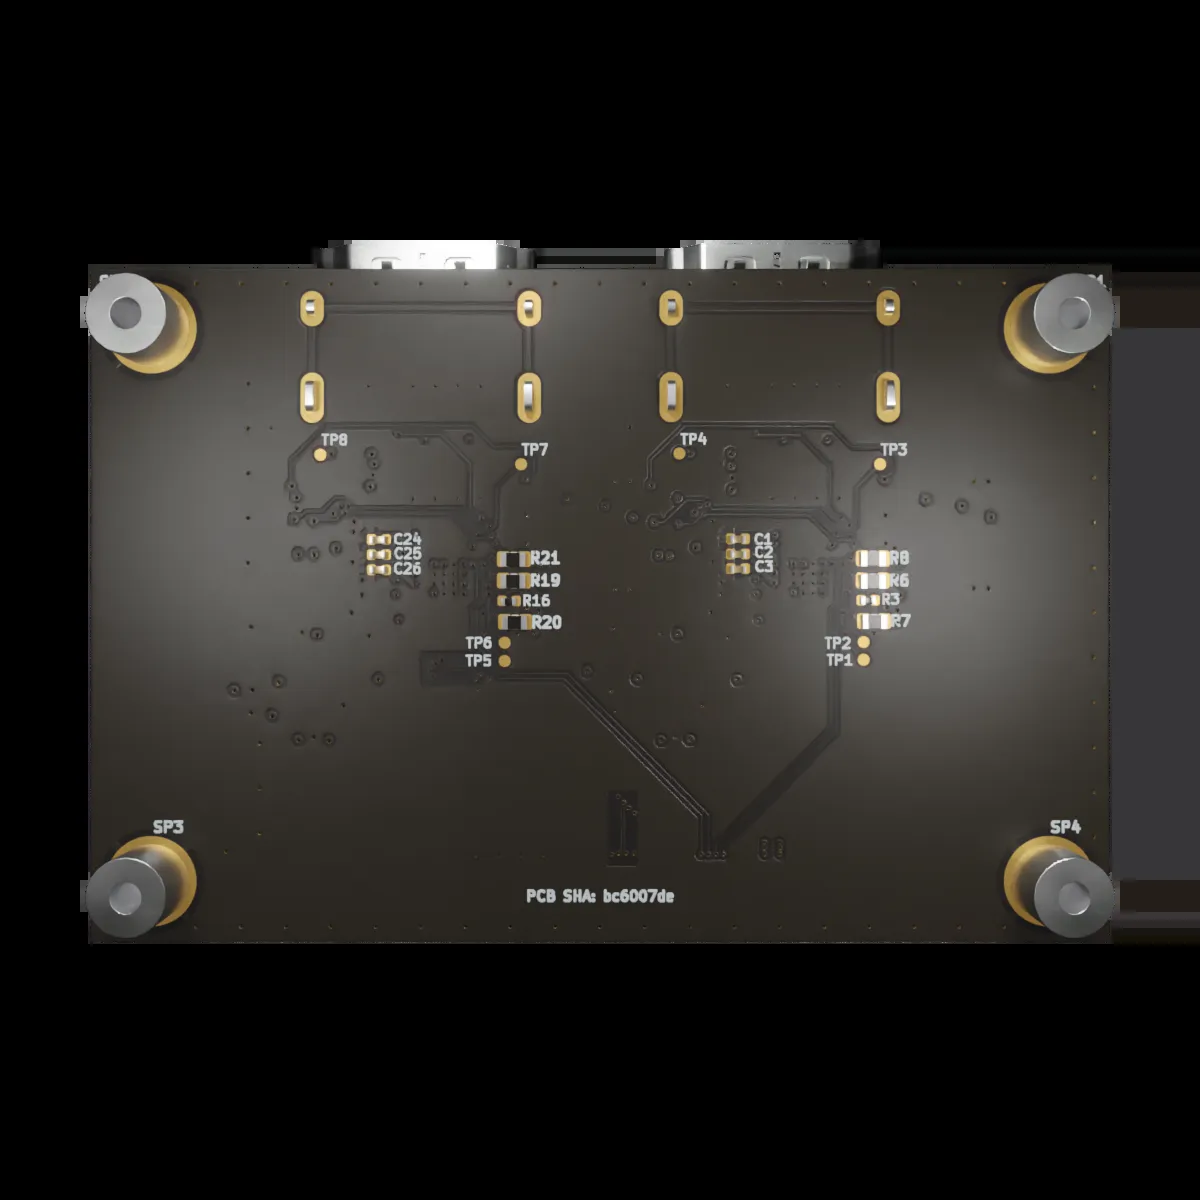 TP8
TP7
TP4
TP3
C24
C25
C26
C1
C2
C3
R21
R19
R16
R20
R8
R6
R3
R7
TP6
TP5
TP2
TP1
SP3
SP4
PCB SHA: bc6007de